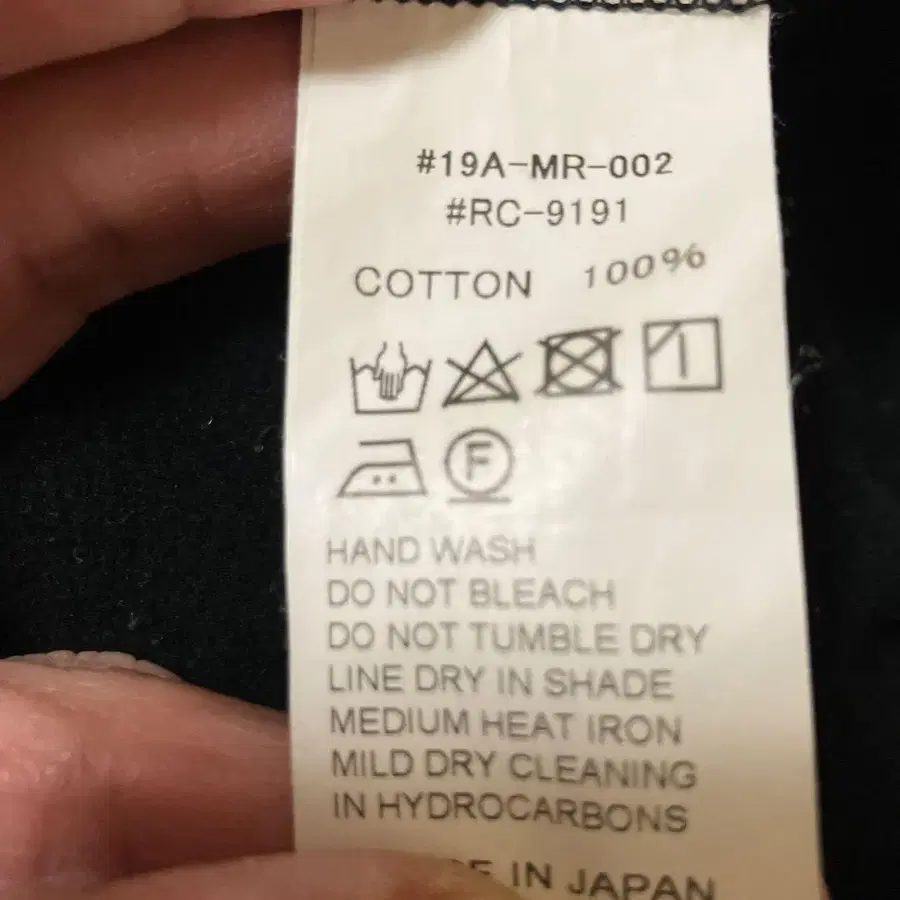 #19A-MR-002
#RC-9191
COTTON 100%
F
HAND WASH
DO NOT BLEACH
DO NOT TUMBLE DRY
LINE DRY IN SHADE
MEDIUM HEAT IRON
MILD DRY CLEANING
IN HYDROCARBONS
IN JAPAN